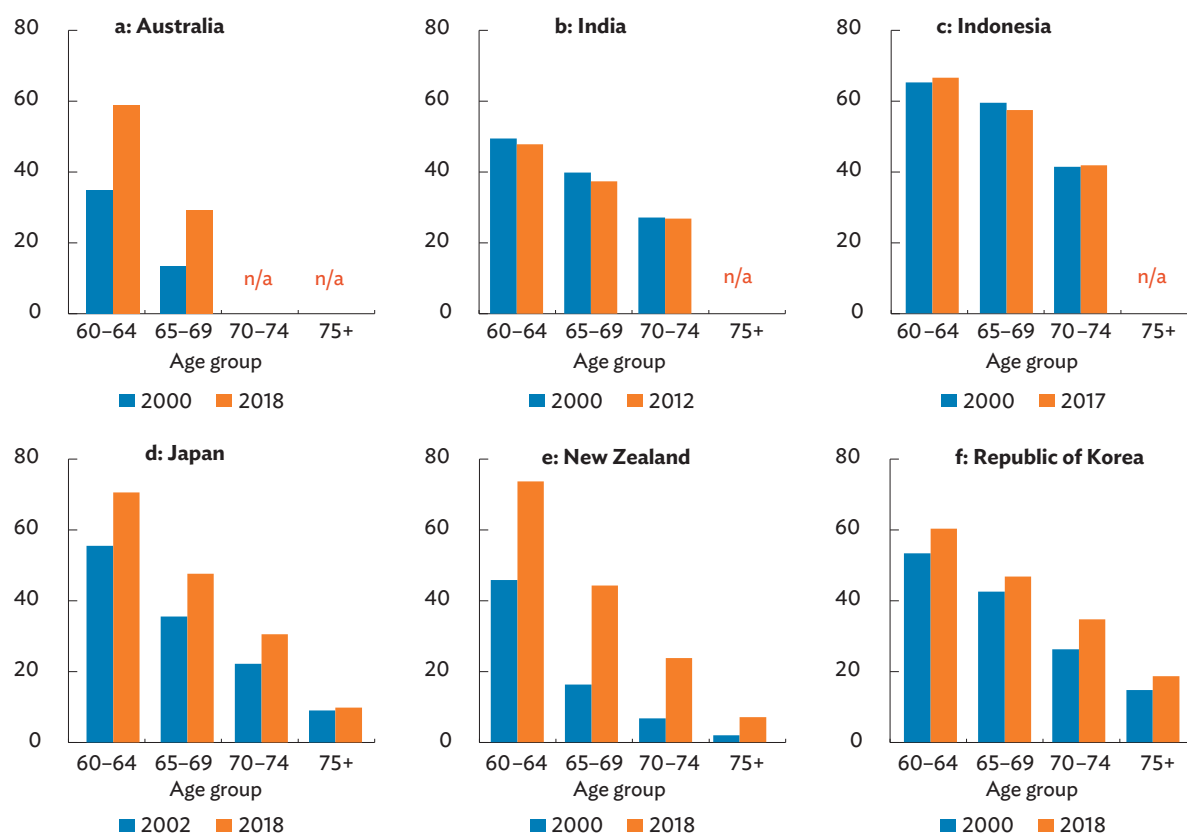 a: Australia
80
60
40
20
0
n/a n/a
60–64 65–69 70–74 75+
Age group
2000 2018
b: India
80
60
40
20
0
n/a
60–64 65–69 70–74 75+
Age group
2000 2012
c: Indonesia
80
60
40
20
0
n/a
60–64 65–69 70–74 75+
Age group
2000 2017
d: Japan
80
60
40
20
0
60–64 65–69 70–74 75+
Age group
2002 2018
e: New Zealand
80
60
40
20
0
60–64 65–69 70–74 75+
Age group
2000 2018
f: Republic of Korea
80
60
40
20
0
60–64 65–69 70–74 75+
Age group
2000 2018